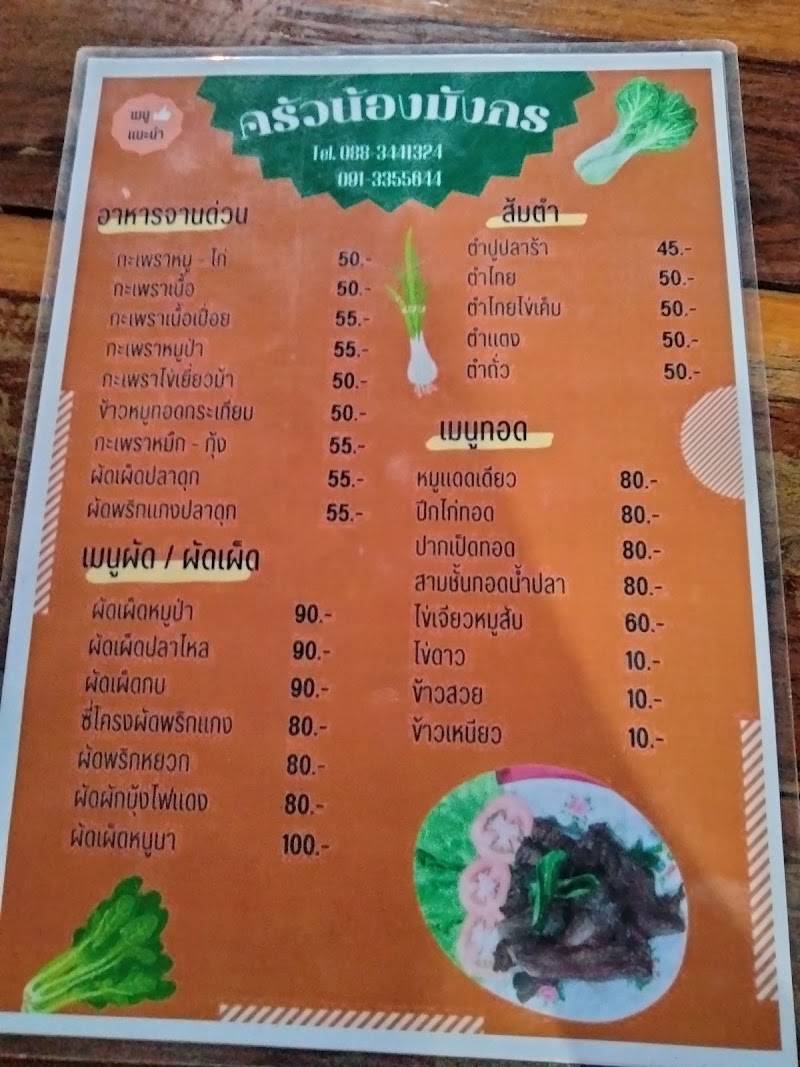 เมนู
แนะนำ
ครัวน้องมังกร
Tel. 088-3441324
091-3355644
อาหารจานด่วน
กะเพราหมู - ไก่ 50.-
กะเพราเนื้อ 50.-
กะเพราเนื้อเปื่อย 55.-
กะเพราหมูป่า 55.-
กะเพราไข่เยี่ยวม้า 50.-
ข้าวหมูทอดกระเทียม 50.-
กะเพราหมึก - กุ้ง 55.-
ผัดเผ็ดปลาดุก 55.-
ผัดพริกแกงปลาดุก 55.-
เมนูผัด / ผัดเผ็ด
ผัดเผ็ดหมูป่า 90.-
ผัดเผ็ดปลาไหล 90.-
ผัดเผ็ดกบ 90.-
ซี่โครงผัดพริกแกง 80.-
ผัดพริกหยวก 80.-
ผัดผักบุ้งไฟแดง 80.-
ผัดเผ็ดหนูนา 100.-
ส้มตำ
ตำปูปลาร้า 45.-
ตำไทย 50.-
ตำไทยไข่เค็ม 50.-
ตำแตง 50.-
ตำถั่ว 50.-
เมนูทอด
หมูแดดเดียว 80.-
ปีกไก่ทอด 80.-
ปากเป็ดทอด 80.-
สามชั้นทอดน้ำปลา 80.-
ไข่เจียวหมูสับ 60.-
ไข่ดาว 10.-
ข้าวสวย 10.-
ข้าวเหนียว 10.-